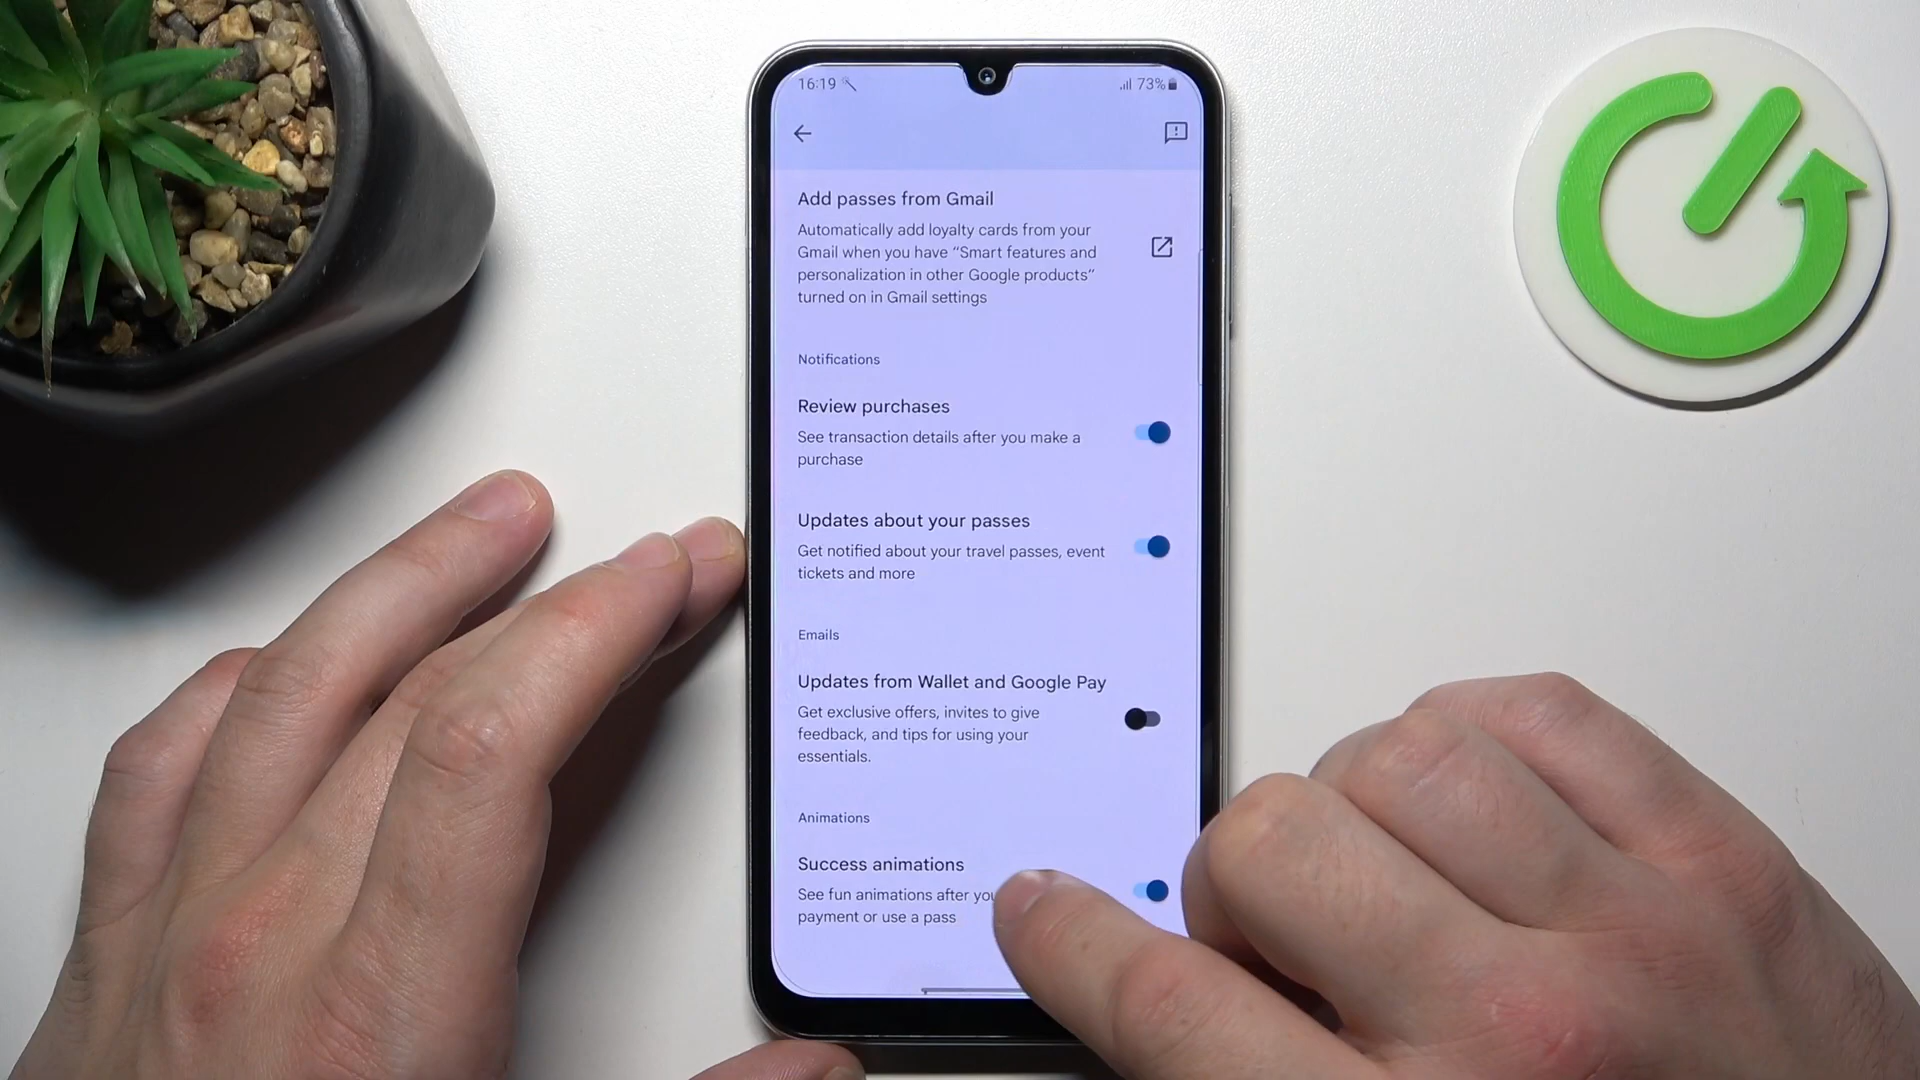 16:19 73%
Add passes from Gmail
Automatically add loyalty cards from your
Gmail when you have “Smart features and
personalization in other Google products”
turned on in Gmail settings
Notifications
Review purchases
See transaction details after you make a
purchase
Updates about your passes
Get notified about your travel passes, event
tickets and more
Emails
Updates from Wallet and Google Pay
Get exclusive offers, invites to give
feedback, and tips for using your
essentials.
Animations
Success animations
See fun animations after you
payment or use a pass